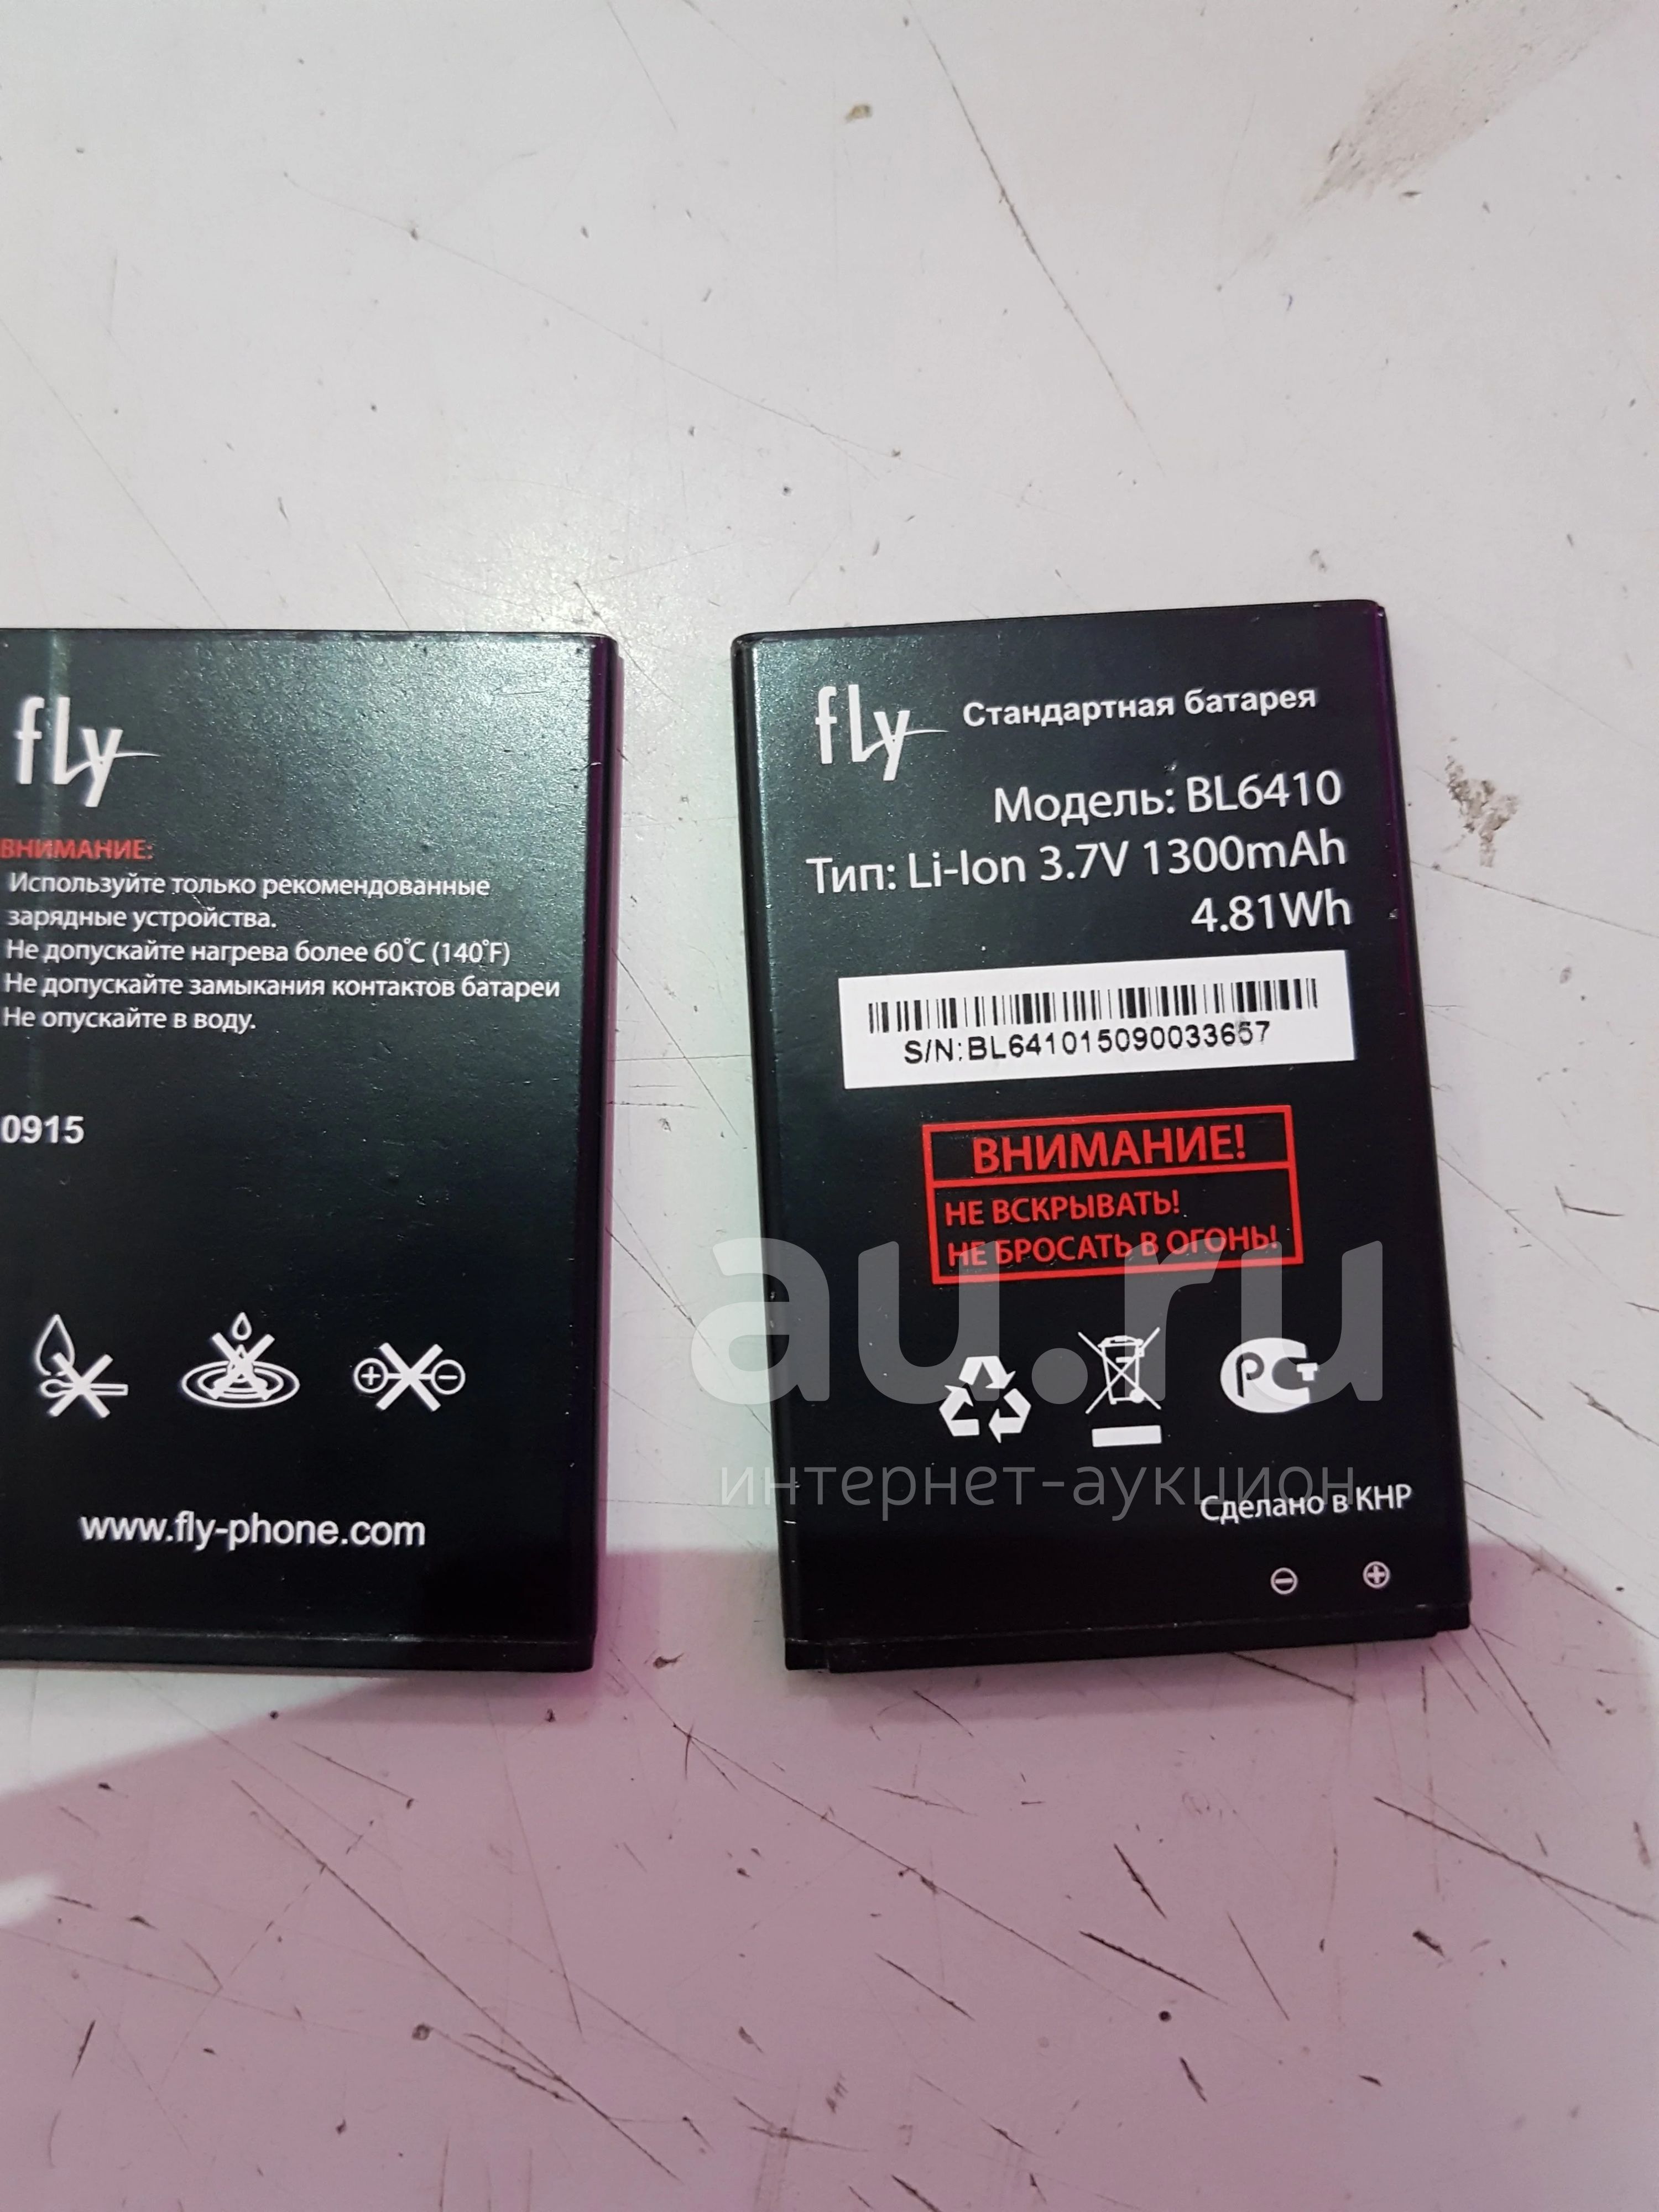 fly
ВНИМАНИЕ:
Используйте только рекомендованные
зарядные устройства.
Не допускайте нагрева более 60°C (140°F)
Не допускайте замыкания контактов батареи
Не опускайте в воду.
0915
www.fly-phone.com
fly Стандартная батарея
Модель: BL6410
Тип: Li-Ion 3.7V 1300mAh
4.81Wh
S/N:BL641015090033657
ВНИМАНИЕ!
НЕ ВСКРЫВАТЬ!
НЕ БРОСАТЬ В ОГОНЬ!
au.ru
РСТ
интернет-аукцион
Сделано в КНР